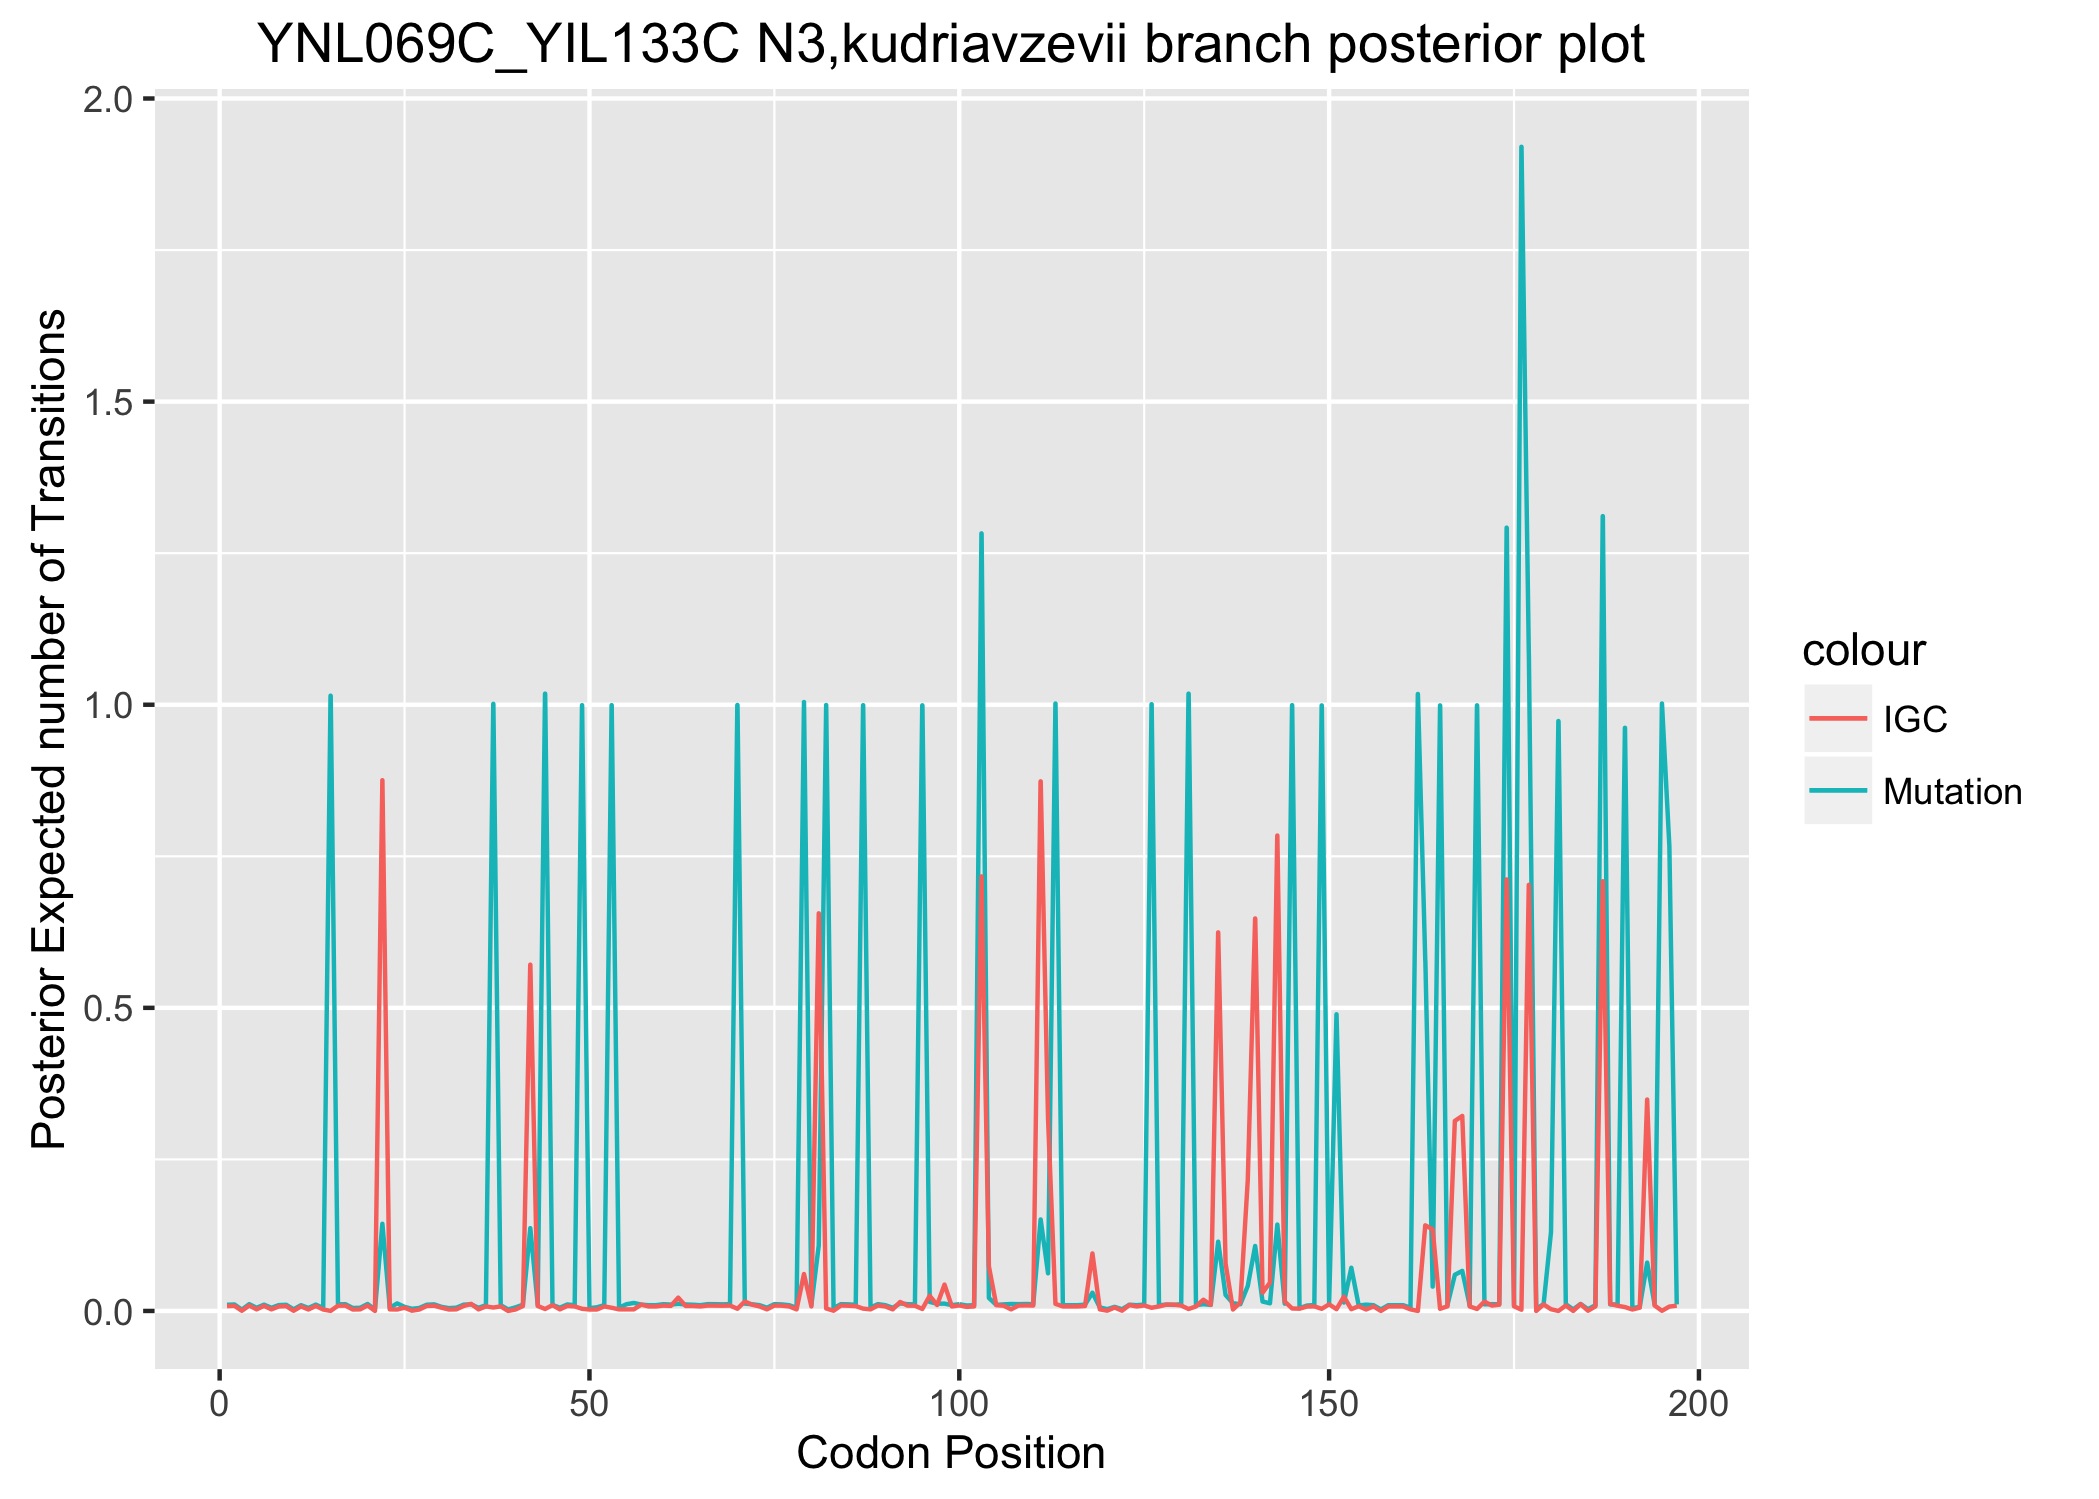 YNL069C_YIL133C N3,kudriavzevii branch posterior plot
2.0
1.5
1.0
0.5
0.0
Posterior Expected number of Transitions
0
50
100
150
200
Codon Position
colour
IGC
Mutation